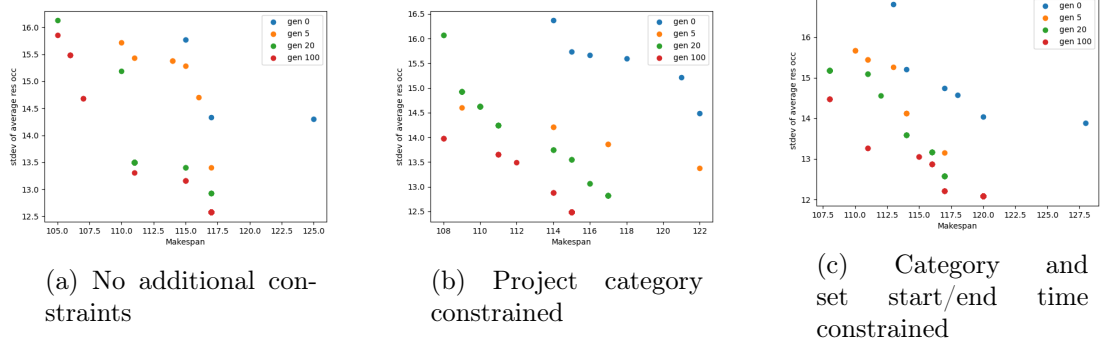 16.0
15.5
15.0
14.5
14.0
13.5
13.0
12.5
stdev of average res occ
105.0 107.5 110.0 112.5 115.0 117.5 120.0 122.5 125.0
Makespan
gen 0
gen 5
gen 20
gen 100
(a) No additional con-
straints
16.5
16.0
15.5
15.0
14.5
14.0
13.5
13.0
12.5
stdev of average res occ
108 110 112 114 116 118 120 122
Makespan
gen 0
gen 5
gen 20
gen 100
(b) Project category
constrained
16
15
14
13
12
stdev of average res occ
107.5 110.0 112.5 115.0 117.5 120.0 122.5 125.0 127.5
Makespan
gen 0
gen 5
gen 20
gen 100
(c) Category and
set start/end time
constrained